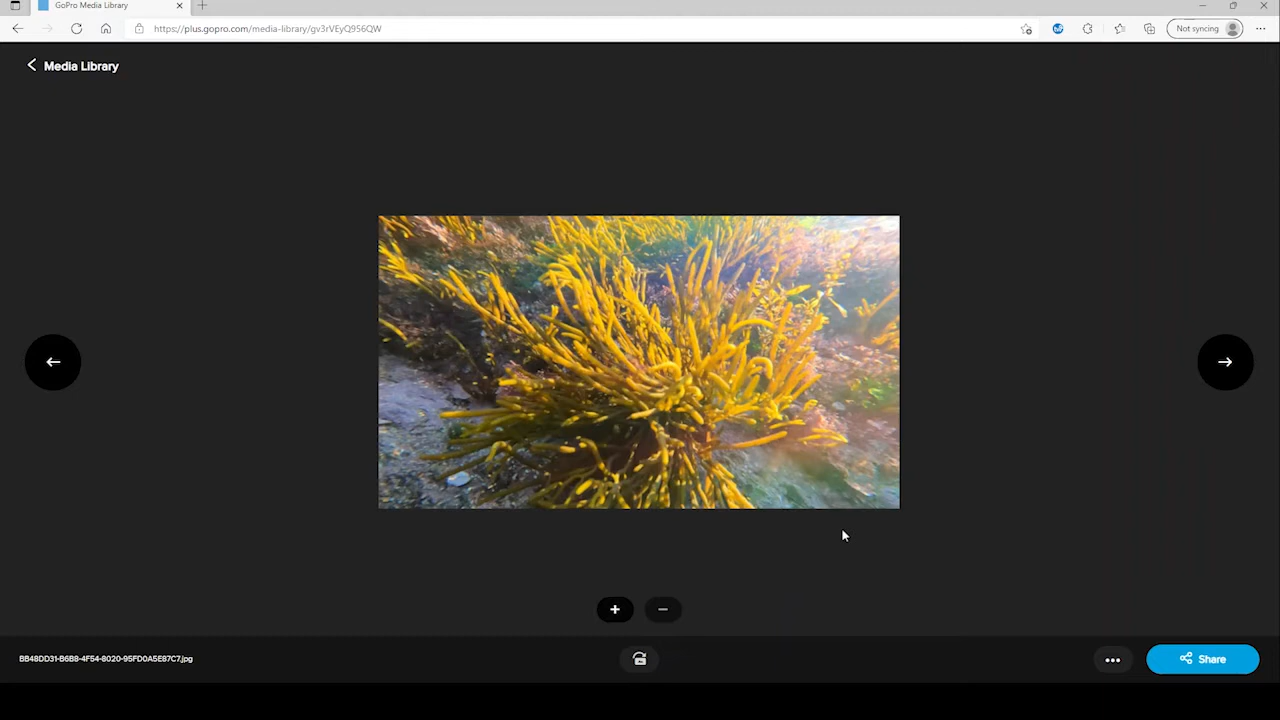 GoPro Media Library
https://plus.gopro.com/media-library/gv3rVEyQ956QW
Not syncing
Media Library
BB48DD31-B6B8-4F54-8020-95FD0A5E87C7.jpg
Share